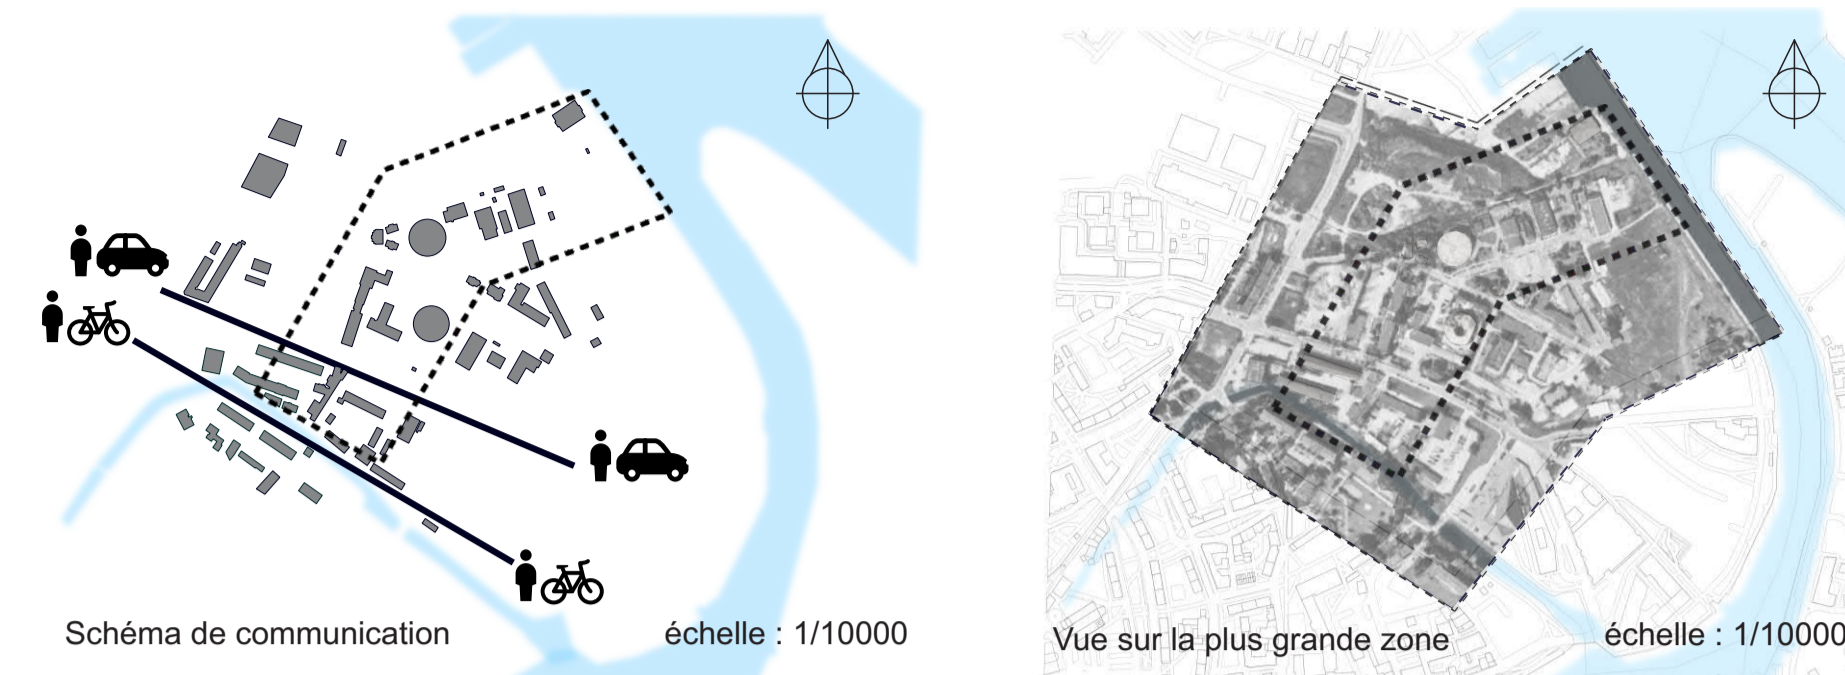 Schéma de communication
échelle : 1/10000
Vue sur la plus grande zone
échelle : 1/10000